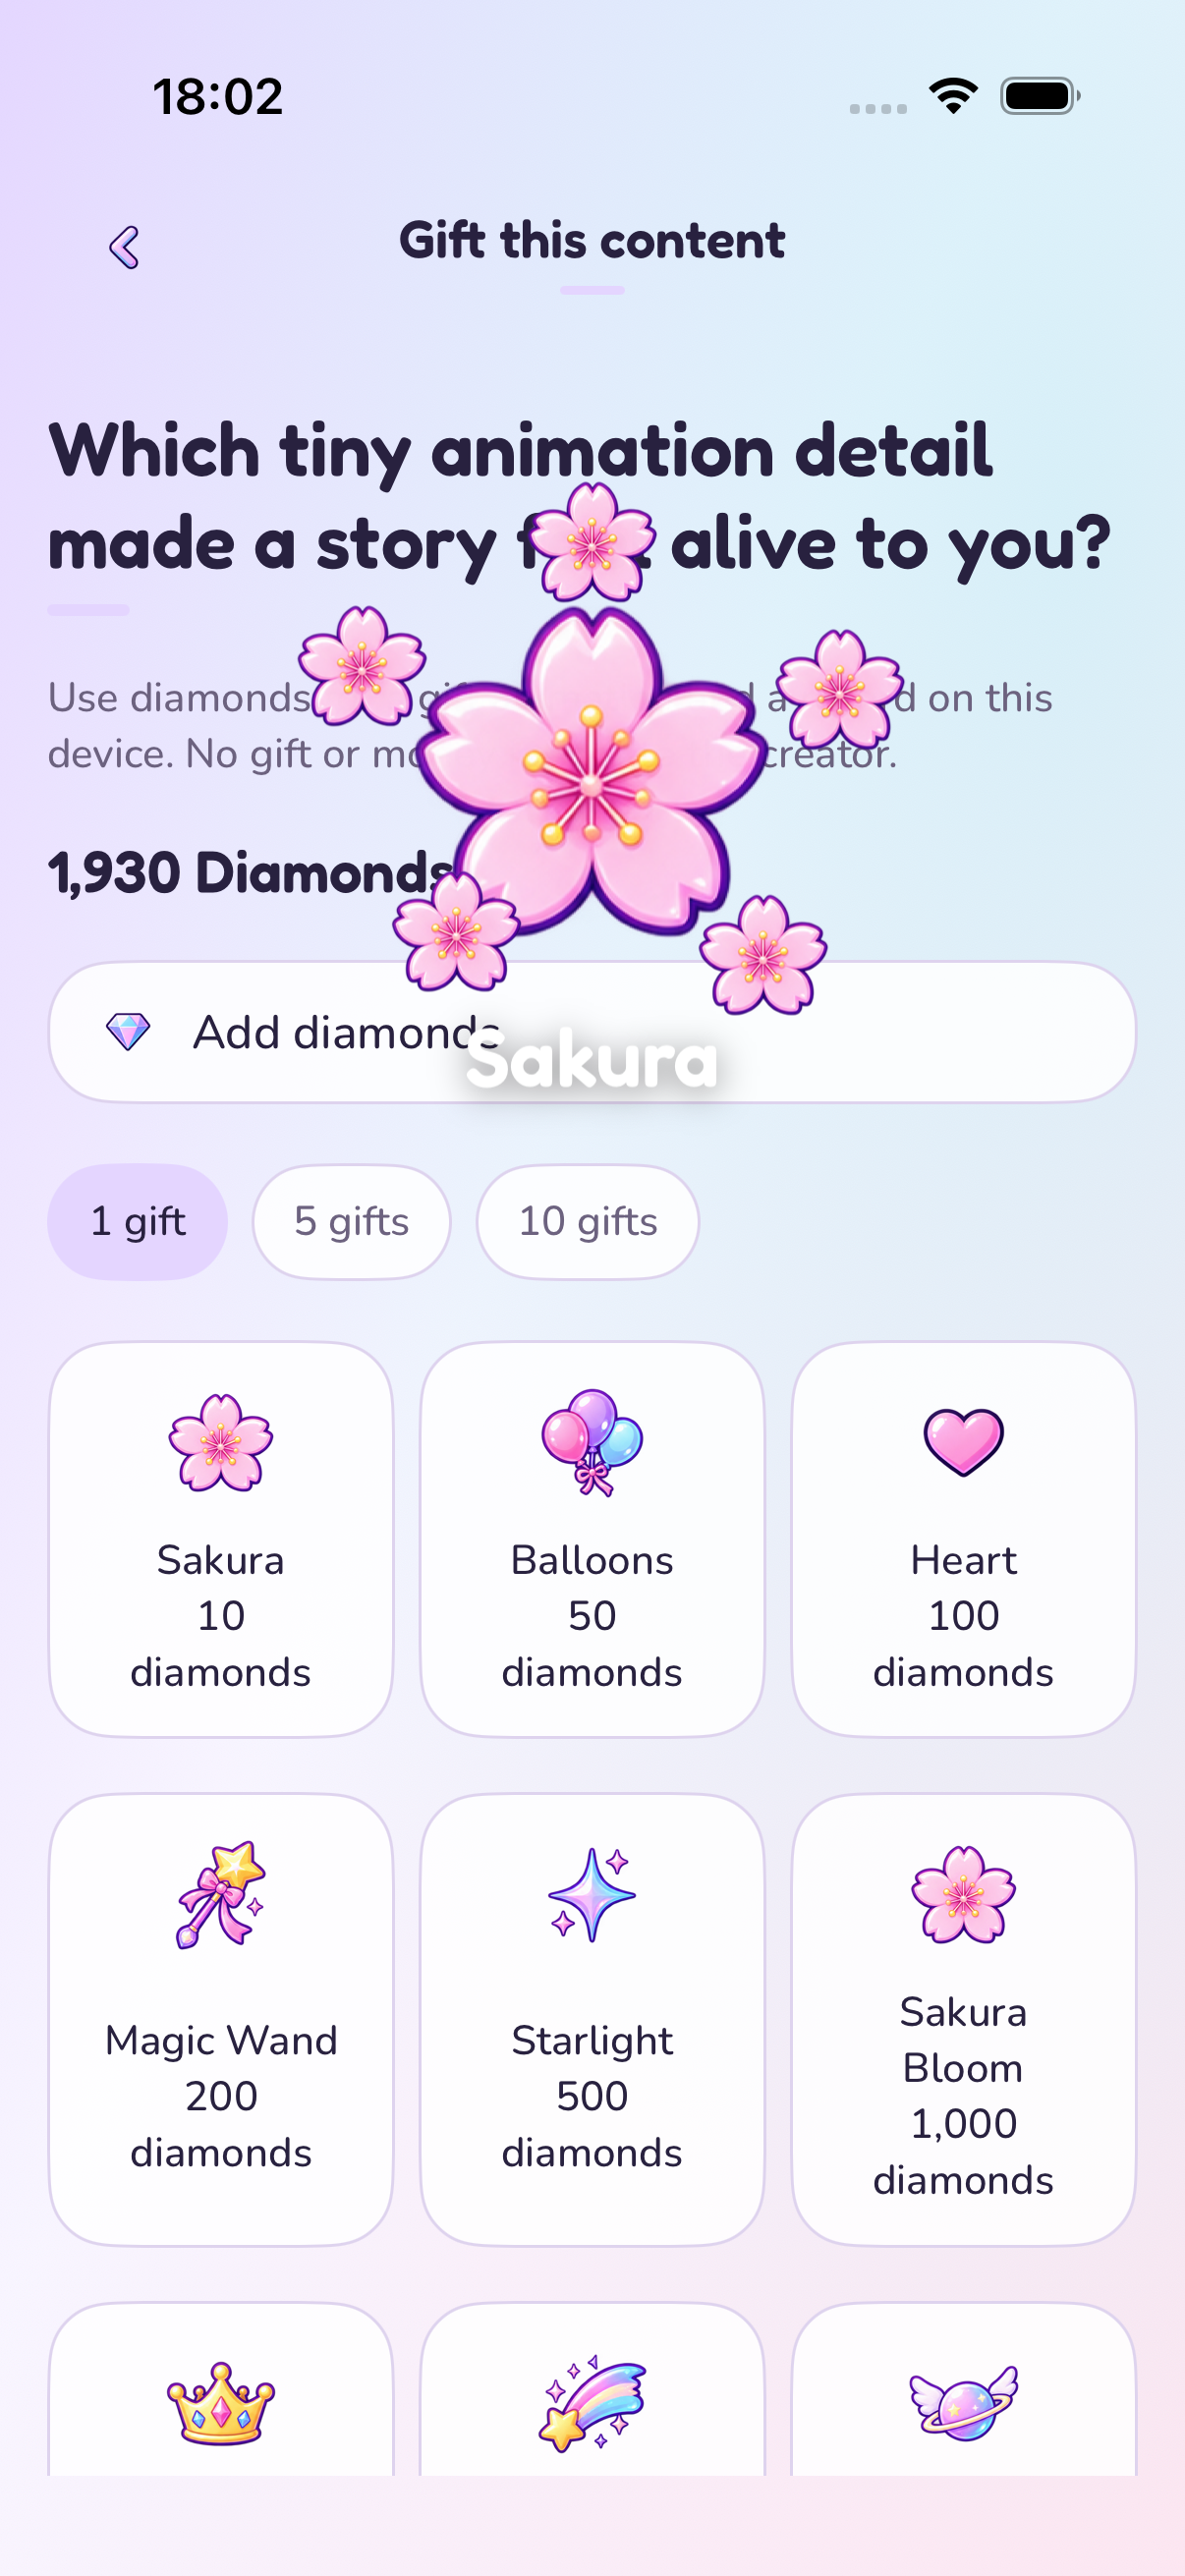 18:02
Gift this content
Which tiny animation detail
made a story alive to you?
Use diamonds on this
device. No gift or creator.
1,930 Diamonds
Add diamonds
Sakura
1 gift
5 gifts
10 gifts
Sakura
10
diamonds
Balloons
50
diamonds
Heart
100
diamonds
Magic Wand
200
diamonds
Starlight
500
diamonds
Sakura
Bloom
1,000
diamonds